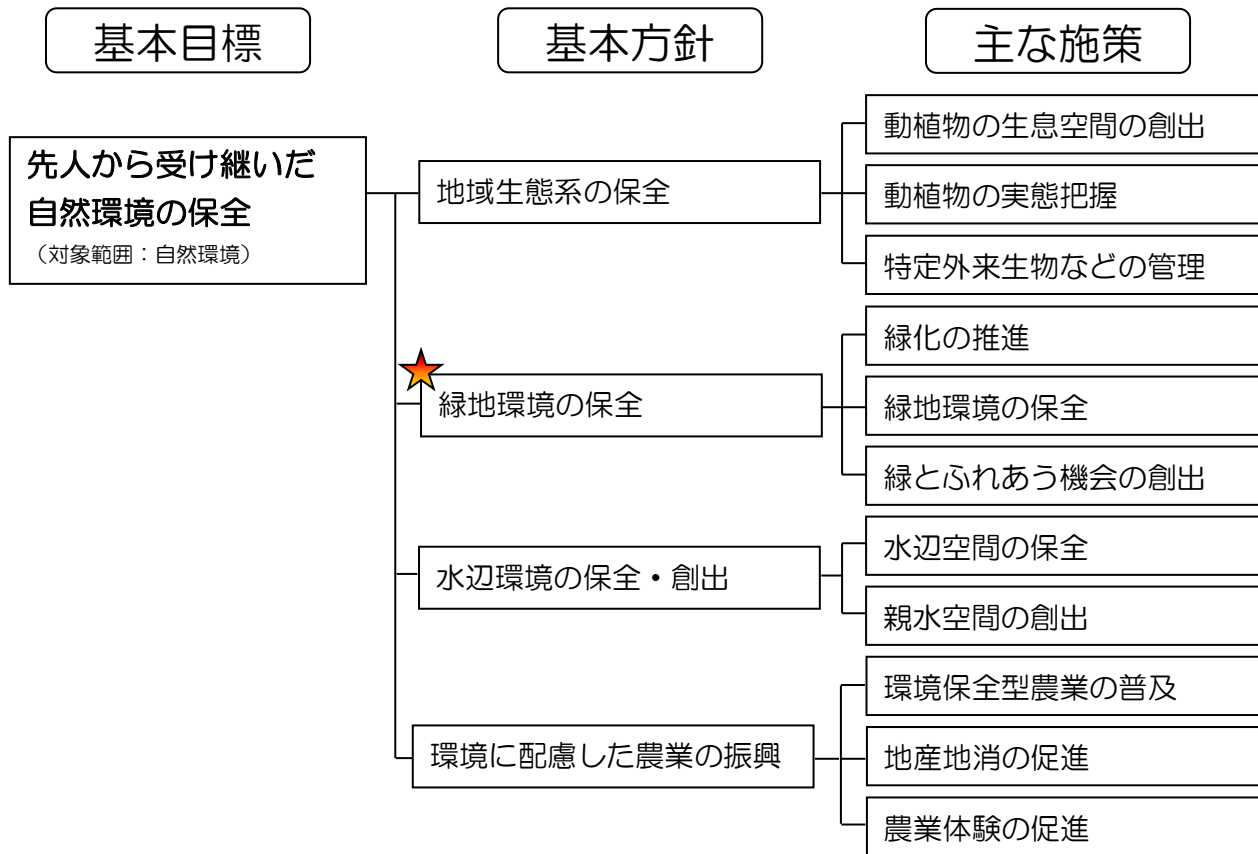 基本目標
基本方針
主な施策
先人から受け継いだ
自然環境の保全
（対象範囲：自然環境）
地域生態系の保全
動植物の生息空間の創出
動植物の実態把握
特定外来生物などの管理
緑地環境の保全
緑化の推進
緑地環境の保全
緑とふれあう機会の創出
水辺環境の保全・創出
水辺空間の保全
親水空間の創出
環境に配慮した農業の振興
環境保全型農業の普及
地産地消の促進
農業体験の促進